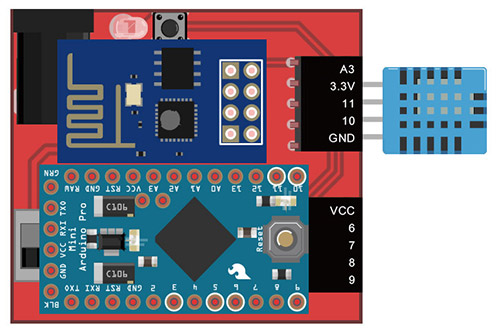 A3
3.3V
11
10
GND
GRN
RAW GND RST VCC A3 A2 A1 A0 13 12 11 10
GND VCC RXI TXO
Arduino Pro
Mini
C106
C106
Reset
BLK
TXO RXI RST GND 2 3 4 5 6 7 8 9
VCC
6
7
8
9